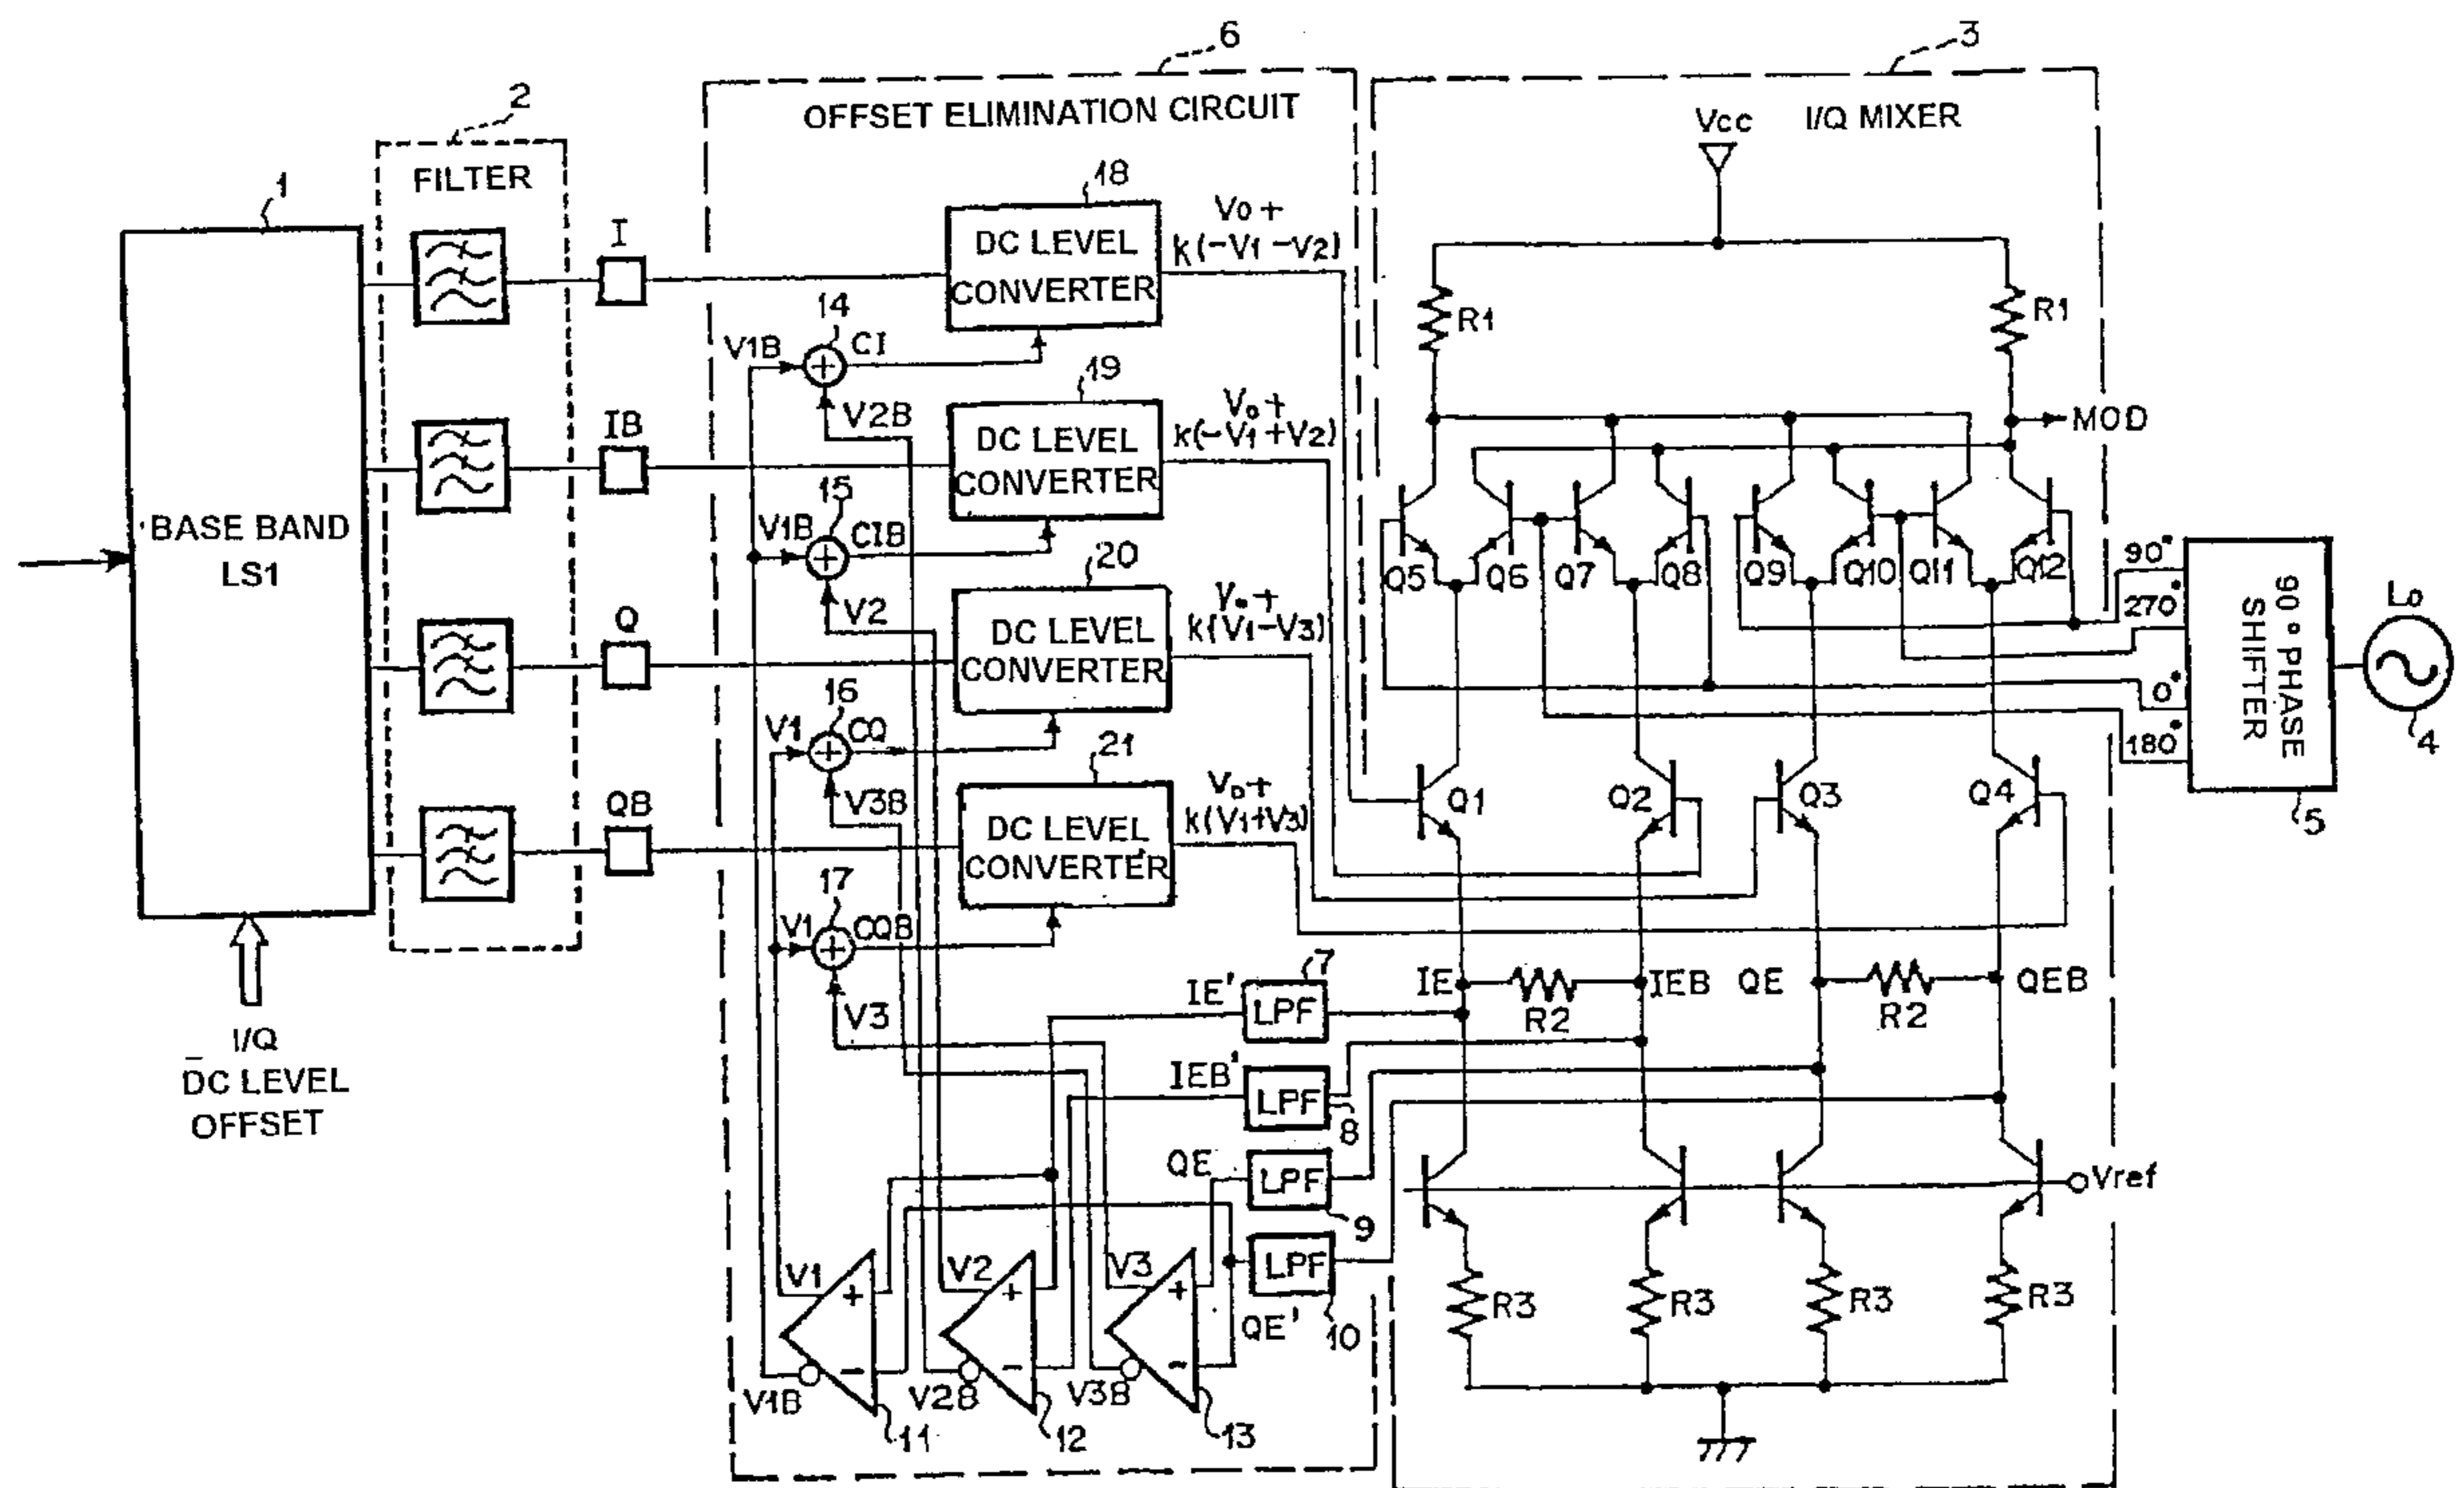 6
3
2
OFFSET ELIMINATION CIRCUIT
Vcc
I/Q MIXER
FILTER
1
18
I
DC LEVEL
CONVERTER
Vo+
k(-V1-V2)
R1
R1
14
V1B
CI
V2B
19
IB
DC LEVEL
CONVERTER
Vo+
k(-V1+V2)
MOD
BASE BAND
LS1
15
V1B
CIB
V2
20
Q
DC LEVEL
CONVERTER
Vo+
k(V1-V3)
Q5
Q6
Q7
Q8
Q9
Q10
Q11
Q12
90°
270°
0°
180°
90° PHASE
SHIFTER
Lo
4
5
16
V1
CQ
V3B
21
QB
DC LEVEL
CONVERTER
Vo+
k(V1+V3)
Q1
Q2
Q3
Q4
17
V1
CQB
V3
I/Q
DC LEVEL
OFFSET
IE'
7
LPF
IE
R2
IEB
QE
R2
QEB
IEB'
LPF
8
QE
LPF
9
Vref
V1
+
-
V1B
11
V2
+
-
V2B
12
V3
+
-
V3B
13
LPF
QE'
10
R3
R3
R3
R3